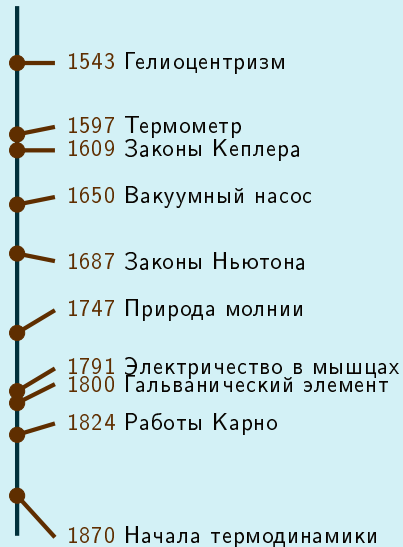 1543 Гелиоцентризм
1597 Термометр
1609 Законы Кеплера
1650 Вакуумный насос
1687 Законы Ньютона
1747 Природа молнии
1791 Электричество в мышцах
1800 Гальванический элемент
1824 Работы Карно
1870 Начала термодинамики